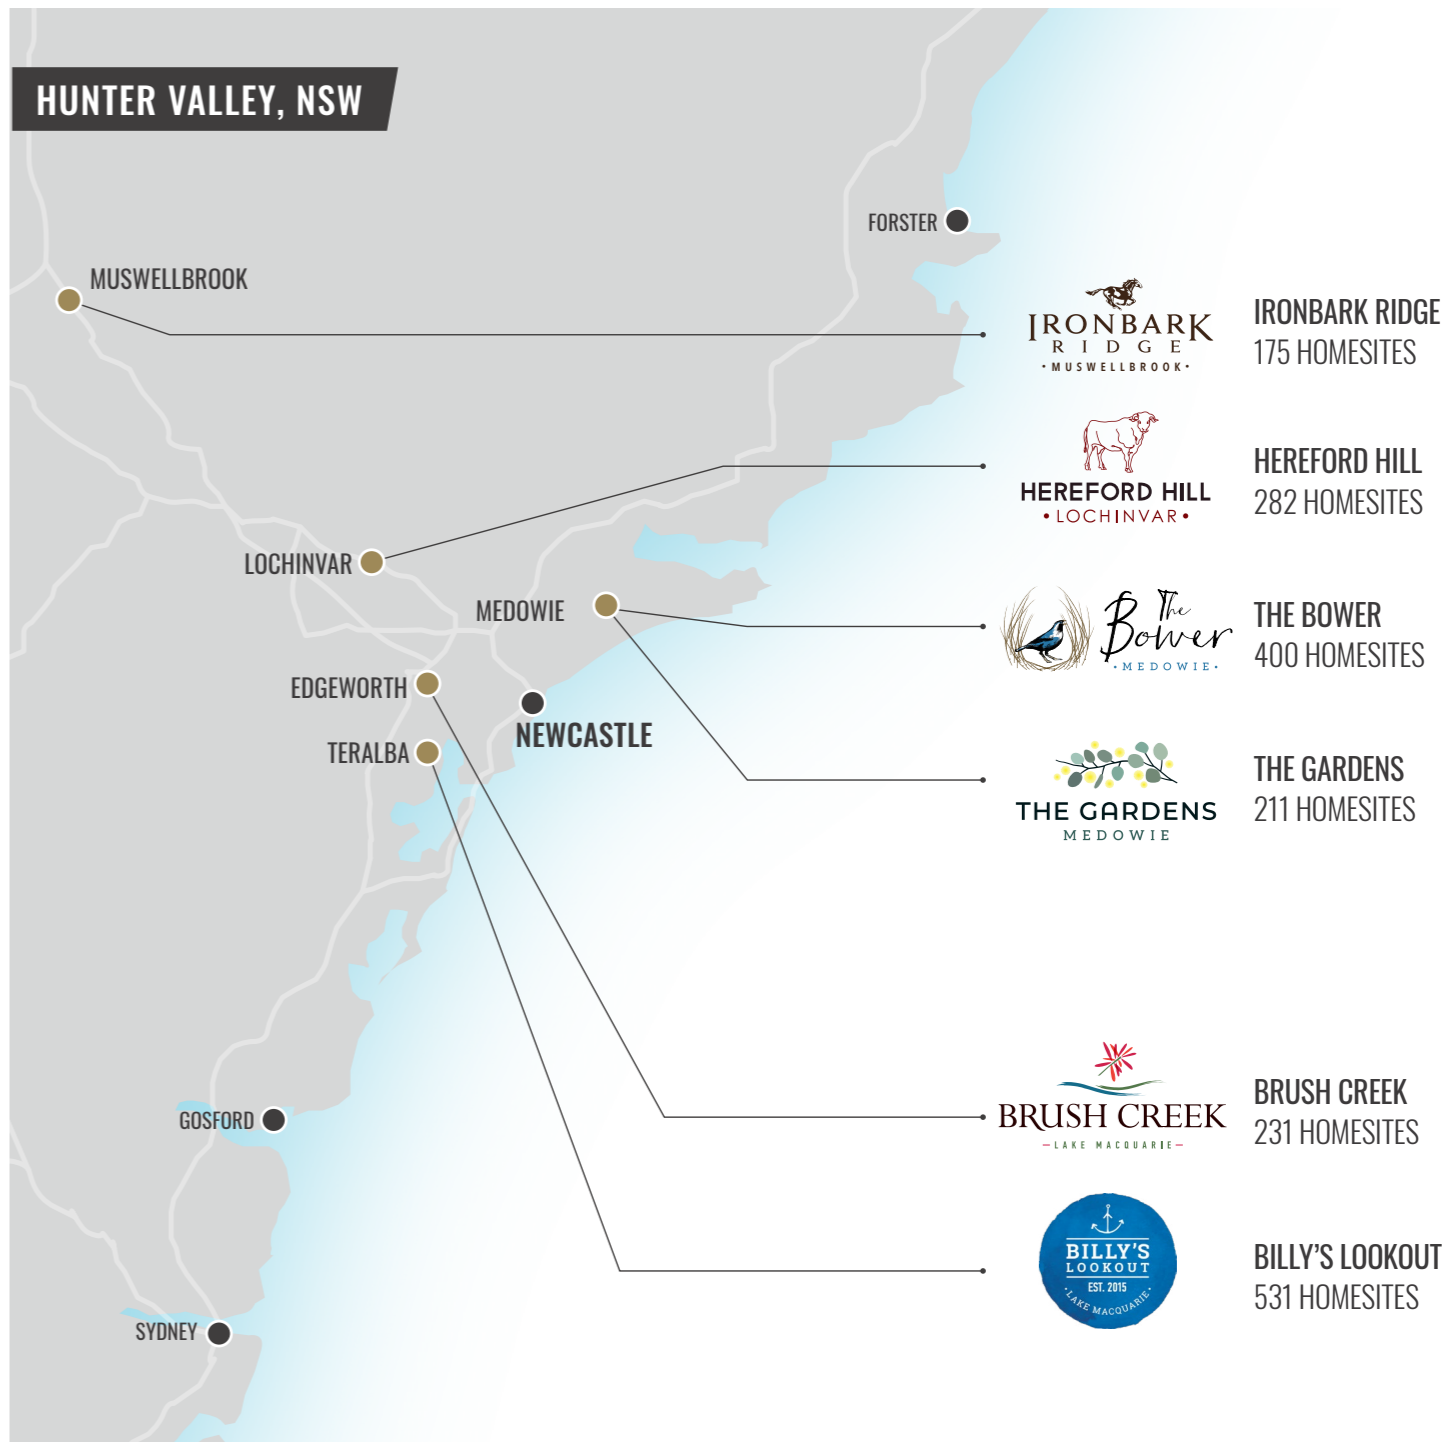 HUNTER VALLEY, NSW
FORSTER
MUSWELLBROOK
LOCHINVAR
MEDOWIE
EDGEWORTH
NEWCASTLE
TERALBA
GOSFORD
SYDNEY
IRONBARK
RIDGE
• MUSWELLBROOK •
IRONBARK RIDGE
175 HOMESITES
HEREFORD HILL
• LOCHINVAR •
HEREFORD HILL
282 HOMESITES
The
Bower
• MEDOWIE •
THE BOWER
400 HOMESITES
THE GARDENS
MEDOWIE
THE GARDENS
211 HOMESITES
BRUSH CREEK
– LAKE MACQUARIE –
BRUSH CREEK
231 HOMESITES
BILLY'S
LOOKOUT
EST. 2015
• LAKE MACQUARIE •
BILLY’S LOOKOUT
531 HOMESITES